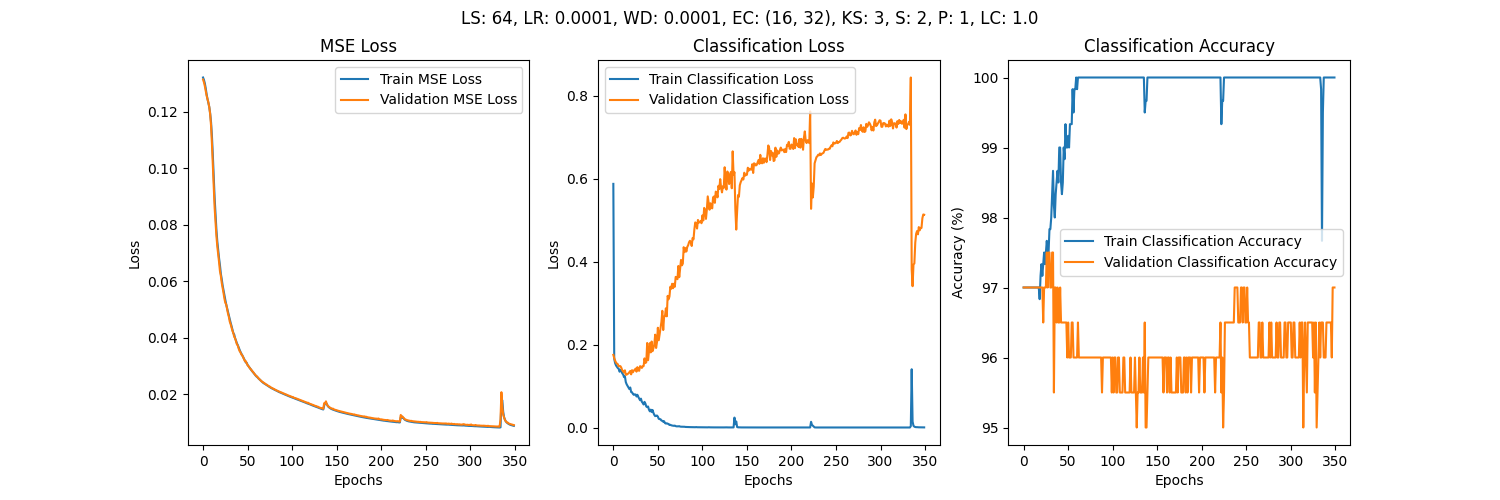 LS: 64, LR: 0.0001, WD: 0.0001, EC: (16, 32), KS: 3, S: 2, P: 1, LC: 1.0
MSE Loss
Train MSE Loss
Validation MSE Loss
Loss
0.12
0.10
0.08
0.06
0.04
0.02
0
50
100
150
200
250
300
350
Epochs
Classification Loss
Train Classification Loss
Validation Classification Loss
Loss
0.8
0.6
0.4
0.2
0.0
0
50
100
150
200
250
300
350
Epochs
Classification Accuracy
Train Classification Accuracy
Validation Classification Accuracy
Accuracy (%)
100
99
98
97
96
95
0
50
100
150
200
250
300
350
Epochs